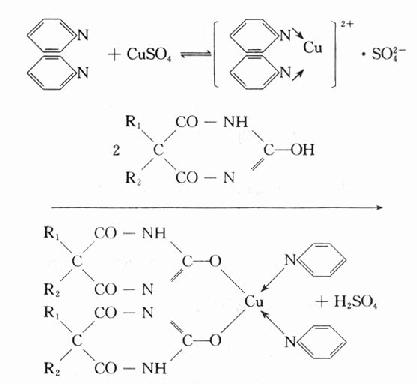 N N + CuSO₄ ⇌ [ N N Cu ]²⁺ · SO₄²⁻
R₁ CO — NH
2 C C—OH
R₂ CO — N
R₁ CO — NH
C C—O N
R₂ CO — N
Cu + H₂SO₄
R₁ CO — N
C C—O N
R₂ CO — NH